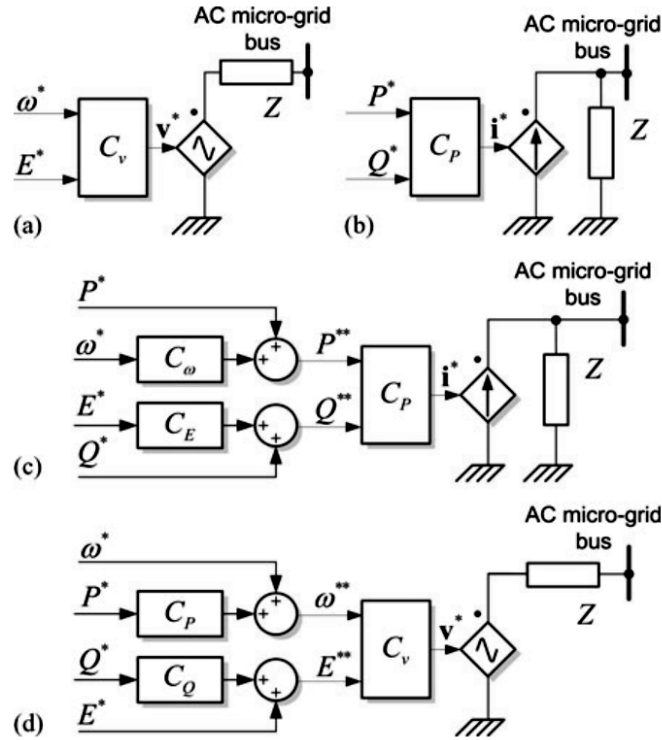 AC micro-grid
bus
ω*
E*
C_v
v*
Z
(a)
AC micro-grid
bus
P*
Q*
C_P
i*
Z
(b)
AC micro-grid
bus
P*
ω*
C_ω
+
+
P**
E*
C_E
+
+
Q**
Q*
C_P
i*
Z
(c)
AC micro-grid
bus
ω*
P*
C_P
+
+
ω**
Q*
C_Q
+
+
E**
E*
C_v
v*
Z
(d)